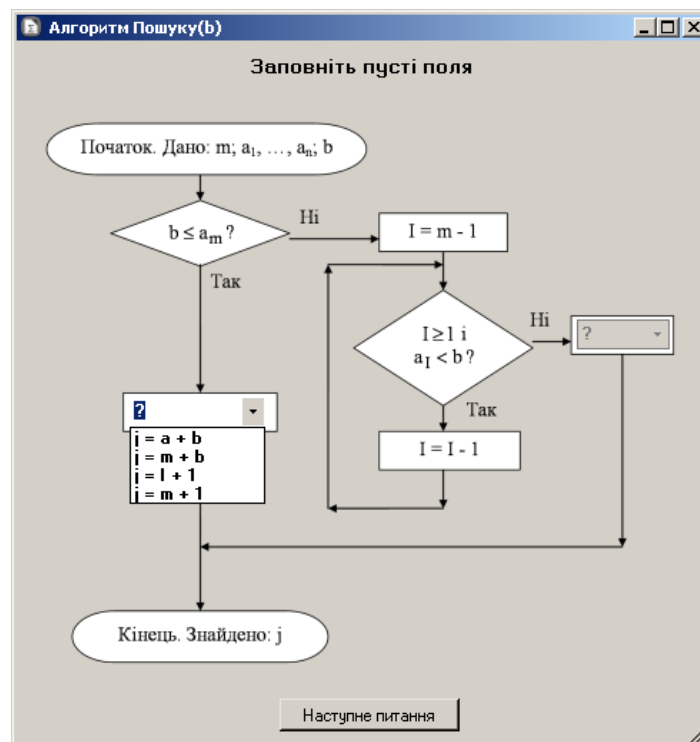 Алгоритм Пошуку(b)
Заповніть пусті поля
Початок. Дано: m; a1, …, an; b
b ≤ am ?
Ні
I = m - 1
Так
I ≥ 1 і
aI < b ?
Ні
?
Так
?
j = a + b
j = m + b
j = I + 1
j = m + 1
I = I - 1
Кінець. Знайдено: j
Наступне питання